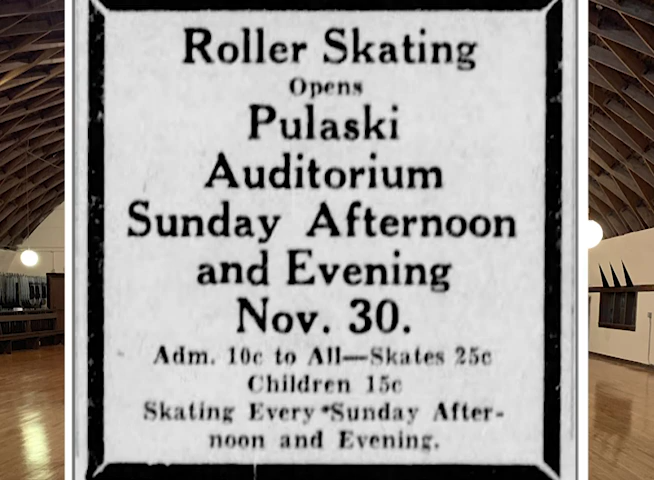 Roller Skating
Opens
Pulaski
Auditorium
Sunday Afternoon
and Evening
Nov. 30.
Adm. 10c to All—Skates 25c
Children 15c
Skating Every Sunday After-
noon and Evening.